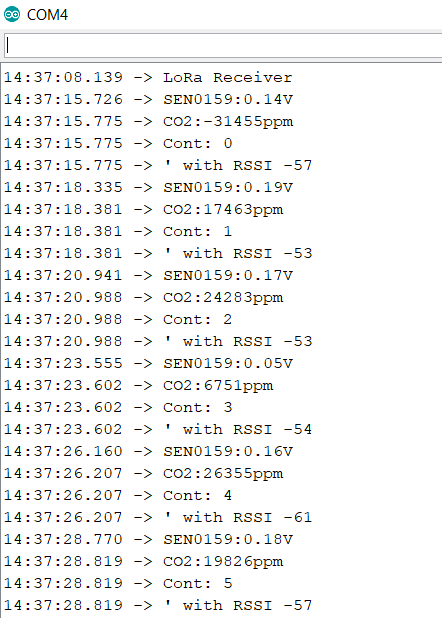 COM4
14:37:08.139 -> LoRa Receiver
14:37:15.726 -> SEN0159:0.14V
14:37:15.775 -> CO2:-31455ppm
14:37:15.775 -> Cont: 0
14:37:15.775 -> ' with RSSI -57
14:37:18.335 -> SEN0159:0.19V
14:37:18.381 -> CO2:17463ppm
14:37:18.381 -> Cont: 1
14:37:18.381 -> ' with RSSI -53
14:37:20.941 -> SEN0159:0.17V
14:37:20.988 -> CO2:24283ppm
14:37:20.988 -> Cont: 2
14:37:20.988 -> ' with RSSI -53
14:37:23.555 -> SEN0159:0.05V
14:37:23.602 -> CO2:6751ppm
14:37:23.602 -> Cont: 3
14:37:23.602 -> ' with RSSI -54
14:37:26.160 -> SEN0159:0.16V
14:37:26.207 -> CO2:26355ppm
14:37:26.207 -> Cont: 4
14:37:26.207 -> ' with RSSI -61
14:37:28.770 -> SEN0159:0.18V
14:37:28.819 -> CO2:19826ppm
14:37:28.819 -> Cont: 5
14:37:28.819 -> ' with RSSI -57